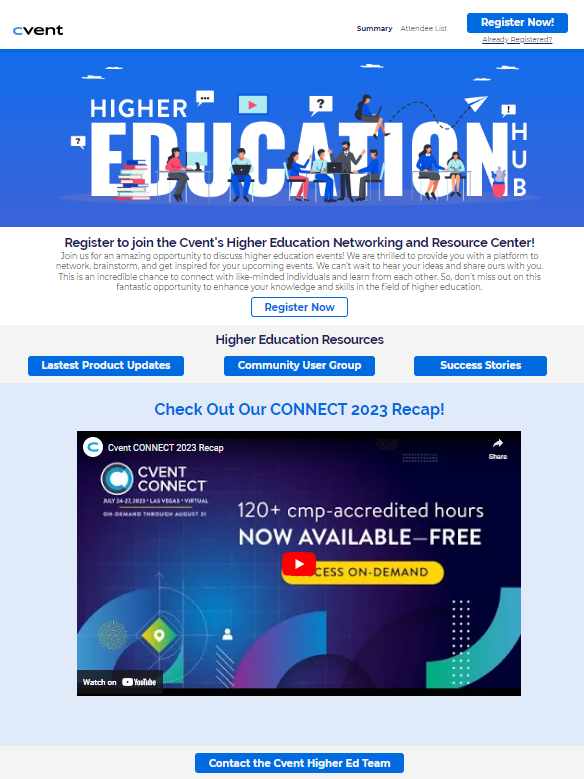 cvent
Summary Attendee List
Register Now!
Already Registered?
HIGHER
EDUCATION
HUB
...
?
?
!
Register to join the Cvent's Higher Education Networking and Resource Center!
Join us for an amazing opportunity to discuss higher education events! We are thrilled to provide you with a platform to
network, brainstorm, and get inspired for your upcoming events. We can't wait to hear your ideas and share ours with you.
This is an incredible chance to connect with like-minded individuals and learn from each other. So, don't miss out on this
fantastic opportunity to enhance your knowledge and skills in the field of higher education.
Register Now
Higher Education Resources
Lastest Product Updates
Community User Group
Success Stories
Check Out Our CONNECT 2023 Recap!
Cvent CONNECT 2023 Recap
Share
CVENT
CONNECT
JULY 24-27, 2023 • LAS VEGAS • VIRTUAL
ON-DEMAND THROUGH AUGUST 31
120+ cmp-accredited hours
NOW AVAILABLE—FREE
CESS ON-DEMAND
Watch on YouTube
Contact the Cvent Higher Ed Team